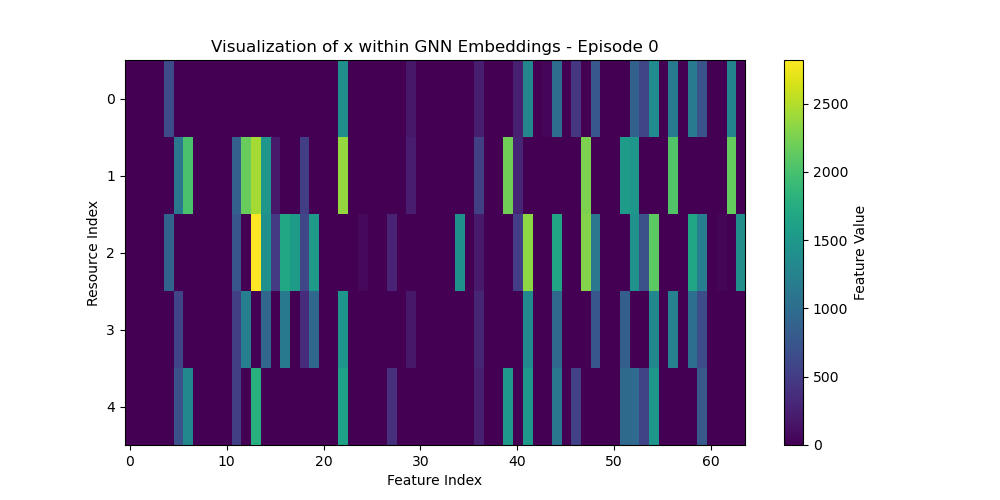 Visualization of x within GNN Embeddings - Episode 0
Resource Index
0
1
2
3
4
0 10 20 30 40 50 60
Feature Index
2500
2000
1500
1000
500
0
Feature Value